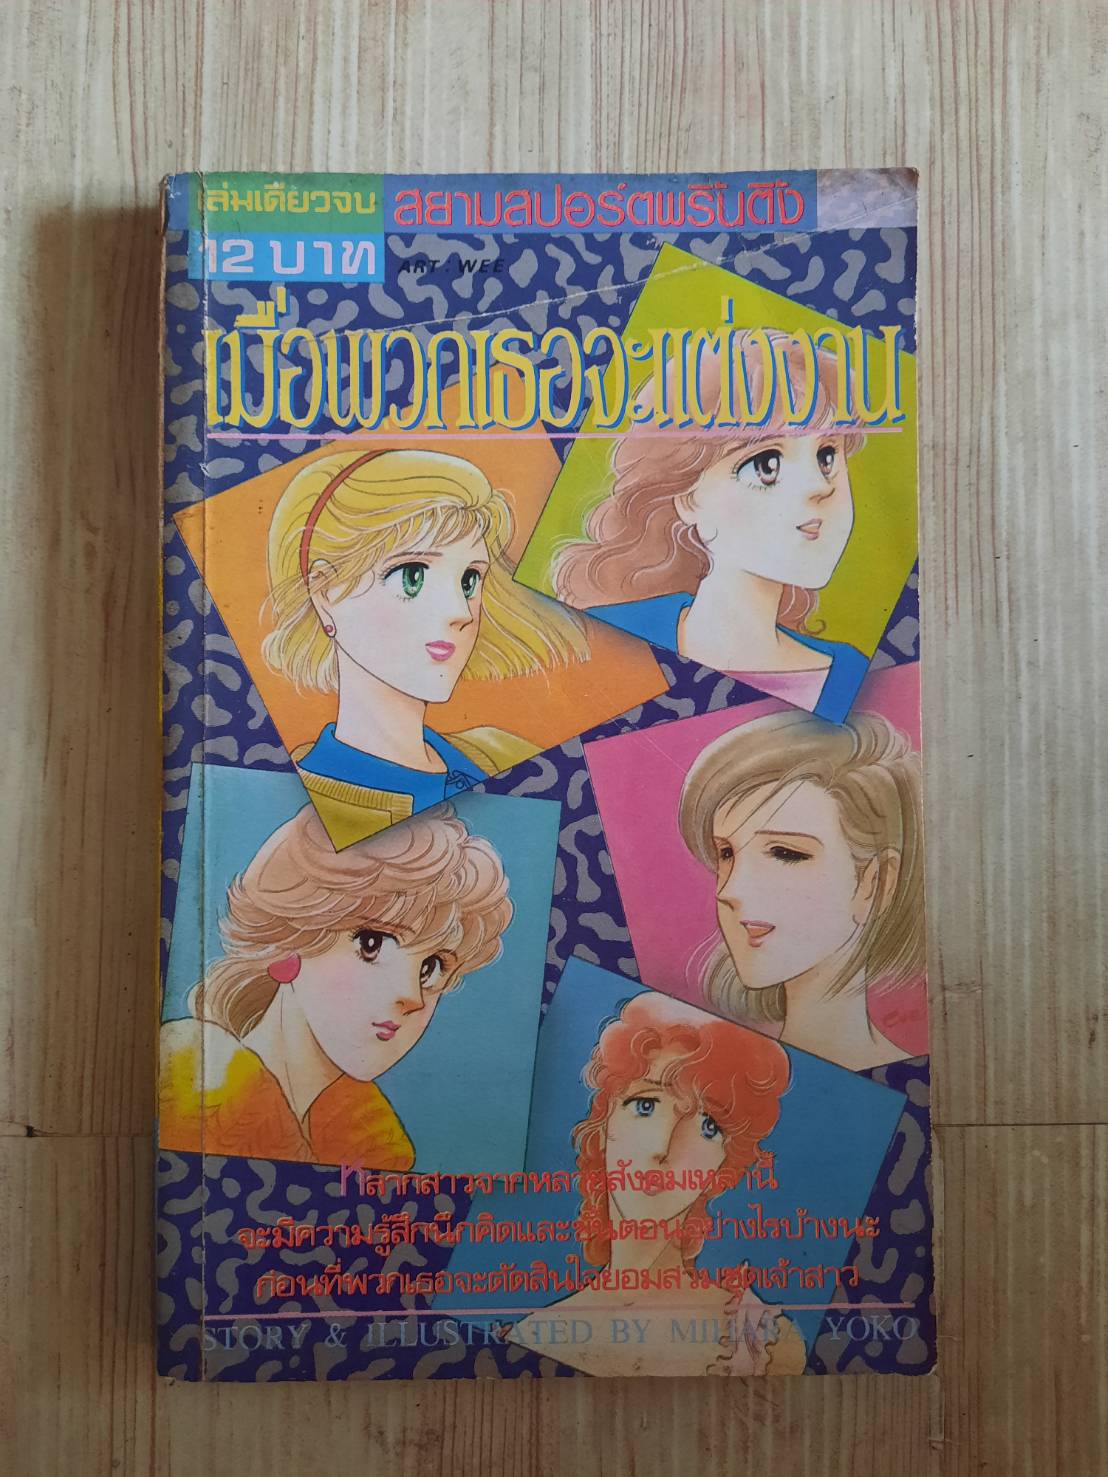 เล่มเดียวจบ
สยามสปอร์ตพริ้นติ้ง
12 บาท
ART : WEE
เมื่อพวกเธอจะแต่งงาน
หลากสาวจากหลายสังคมเหล่านี้
จะมีความรู้สึกนึกคิดและขั้นตอนอย่างไรบ้างนะ
ก่อนที่พวกเธอจะตัดสินใจยอมสวมชุดเจ้าสาว
STORY & ILLUSTRATED BY MIHARA YOKO